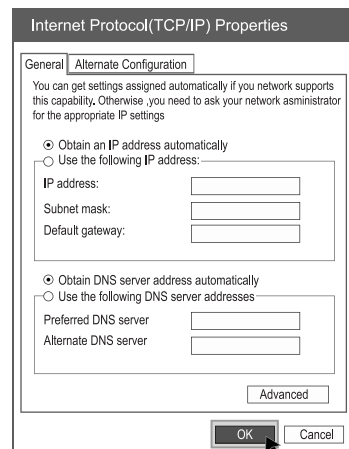 Internet Protocol(TCP/IP) Properties
General Alternate Configuration
You can get settings assigned automatically if you network supports
this capability. Otherwise ,you need to ask your network asministrator
for the appropriate IP settings
Obtain an IP address automatically
Use the following IP address:
IP address:
Subnet mask:
Default gateway:
Obtain DNS server address automatically
Use the following DNS server addresses
Preferred DNS server
Alternate DNS server
Advanced
OK Cancel